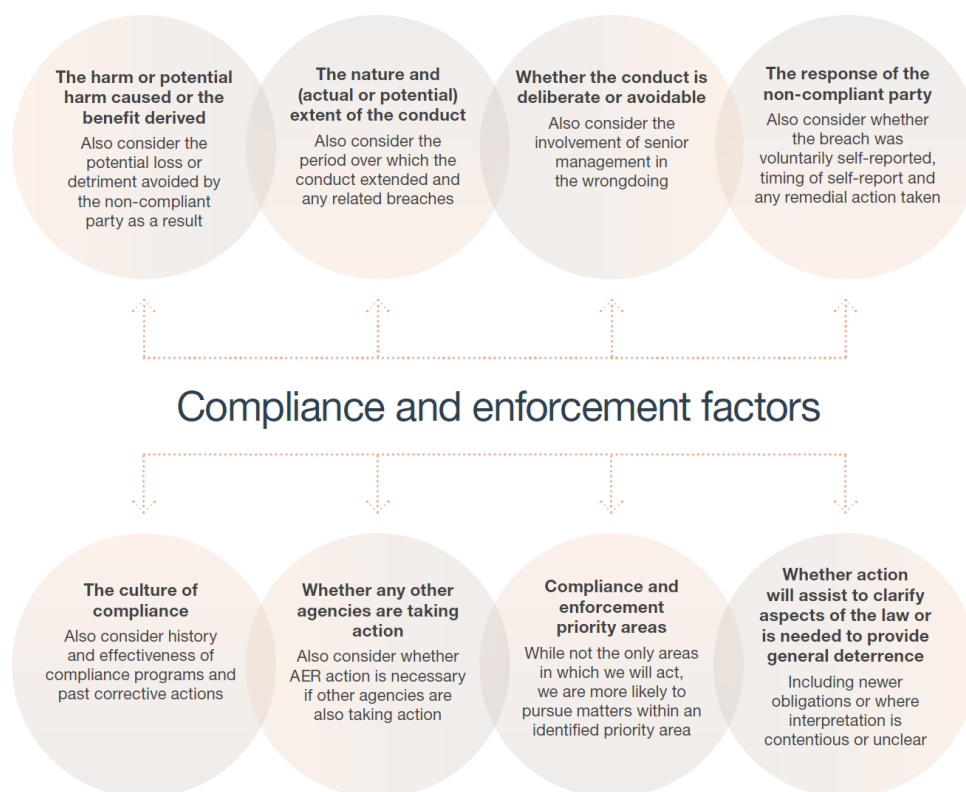 The harm or potential
harm caused or the
benefit derived
Also consider the
potential loss or
detriment avoided by
the non-compliant
party as a result
The nature and
(actual or potential)
extent of the conduct
Also consider the
period over which the
conduct extended and
any related breaches
Whether the conduct is
deliberate or avoidable
Also consider the
involvement of senior
management in
the wrongdoing
The response of the
non-compliant party
Also consider whether
the breach was
voluntarily self-reported,
timing of self-report and
any remedial action taken
Compliance and enforcement factors
The culture of
compliance
Also consider history
and effectiveness of
compliance programs and
past corrective actions
Whether any other
agencies are taking
action
Also consider whether
AER action is necessary
if other agencies are
also taking action
Compliance and
enforcement
priority areas
While not the only areas
in which we will act,
we are more likely to
pursue matters within an
identified priority area
Whether action
will assist to clarify
aspects of the law or
is needed to provide
general deterrence
Including newer
obligations or where
interpretation is
contentious or unclear